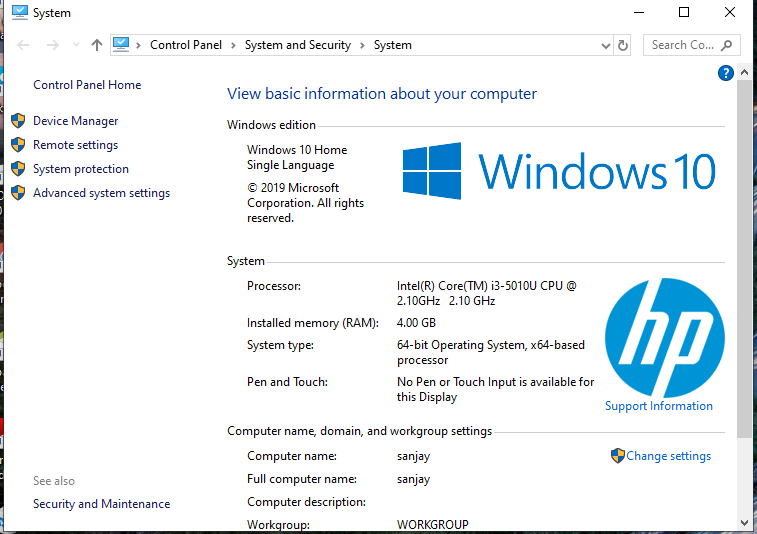 System
Control Panel > System and Security > System
Search Co...
Control Panel Home
Device Manager
Remote settings
System protection
Advanced system settings
See also
Security and Maintenance
?
View basic information about your computer
Windows edition
Windows 10 Home
Single Language
© 2019 Microsoft
Corporation. All rights
reserved.
Windows 10
System
Processor: Intel(R) Core(TM) i3-5010U CPU @
2.10GHz 2.10 GHz
Installed memory (RAM): 4.00 GB
System type: 64-bit Operating System, x64-based
processor
Pen and Touch: No Pen or Touch Input is available for
this Display
hp
Support Information
Computer name, domain, and workgroup settings
Computer name: sanjay
Change settings
Full computer name: sanjay
Computer description:
Workgroup: WORKGROUP